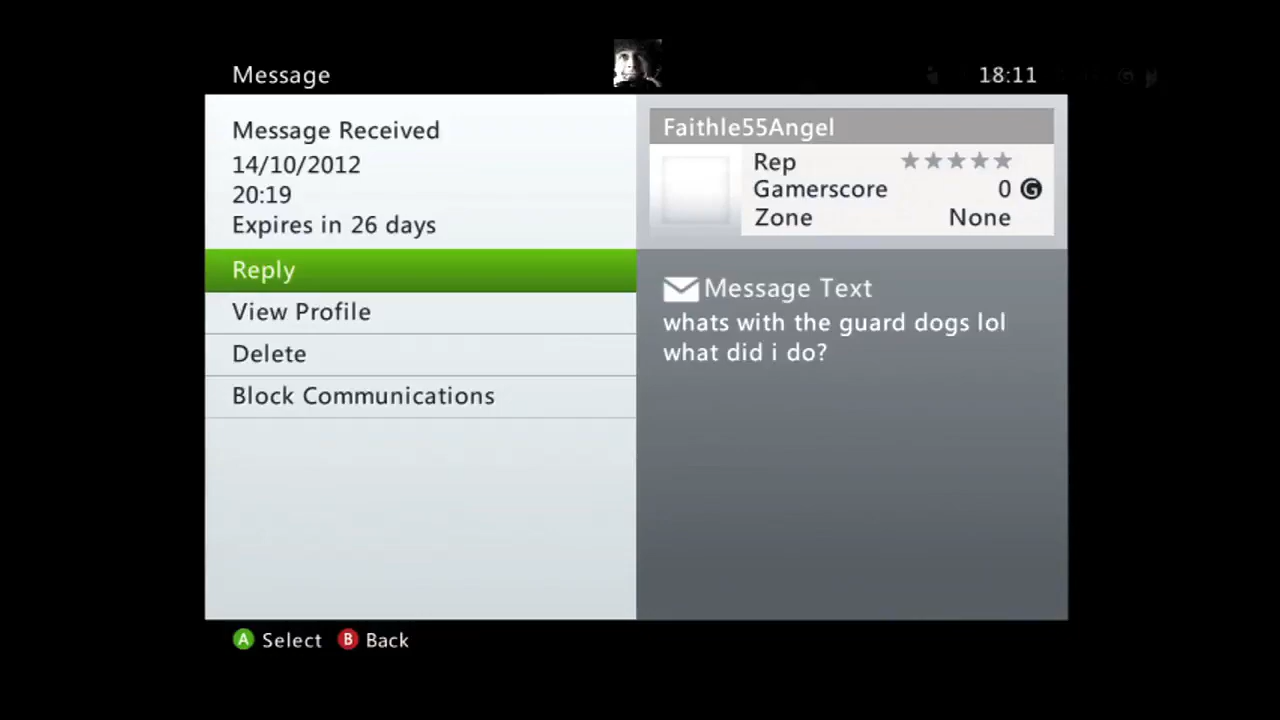 Message
18:11
Message Received
14/10/2012
20:19
Expires in 26 days
Reply
View Profile
Delete
Block Communications
Faithle55Angel
Rep
Gamerscore 0 G
Zone None
Message Text
whats with the guard dogs lol
what did i do?
A Select B Back